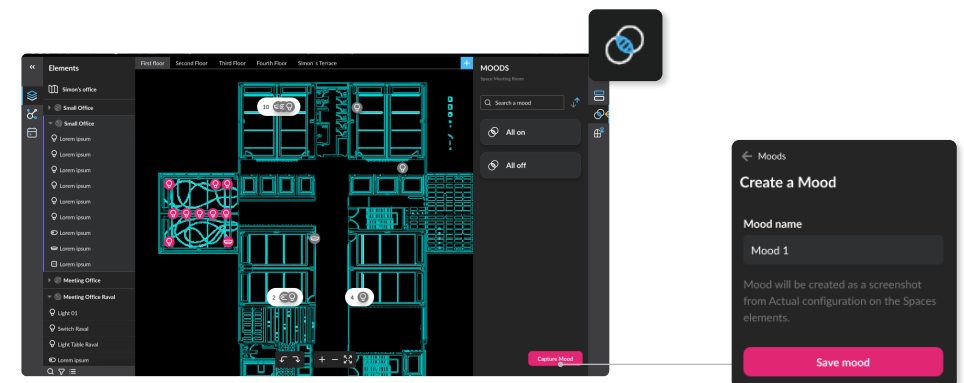 Elements
Simon's office
Small Office
Small Office
Lorem ipsum
Lorem ipsum
Lorem ipsum
Lorem ipsum
Lorem ipsum
Lorem ipsum
Lorem ipsum
Lorem ipsum
Lorem ipsum
Meeting Office
Meeting Office Raval
Light 01
Switch Raval
Light Table Raval
Lorem ipsum
First floor Second Floor Third Floor Fourth Floor Simon´s Terrace
10
2
4
MOODS
Space Meeting Room
Search a mood
All on
All off
Capture Mood
Moods
Create a Mood
Mood name
Mood 1
Mood will be created as a screenshot
from Actual configuration on the Spaces
elements.
Save mood